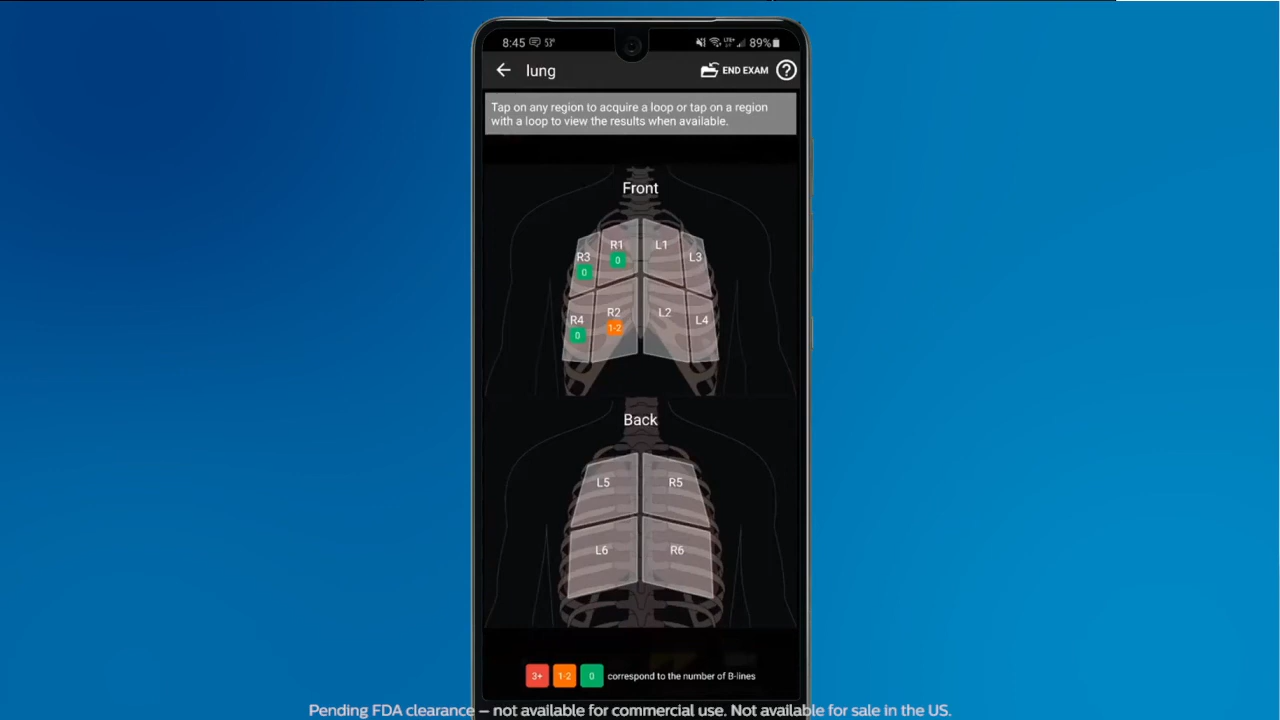 8:45 53° 89%
lung END EXAM ?
Tap on any region to acquire a loop or tap on a region
with a loop to view the results when available.
Front
R1 L1
R3 0 L3
0
R2 L2
R4 1-2 L4
0
Back
L5 R5
L6 R6
3+ 1-2 0 correspond to the number of B-lines
Pending FDA clearance – not available for commercial use. Not available for sale in the US.